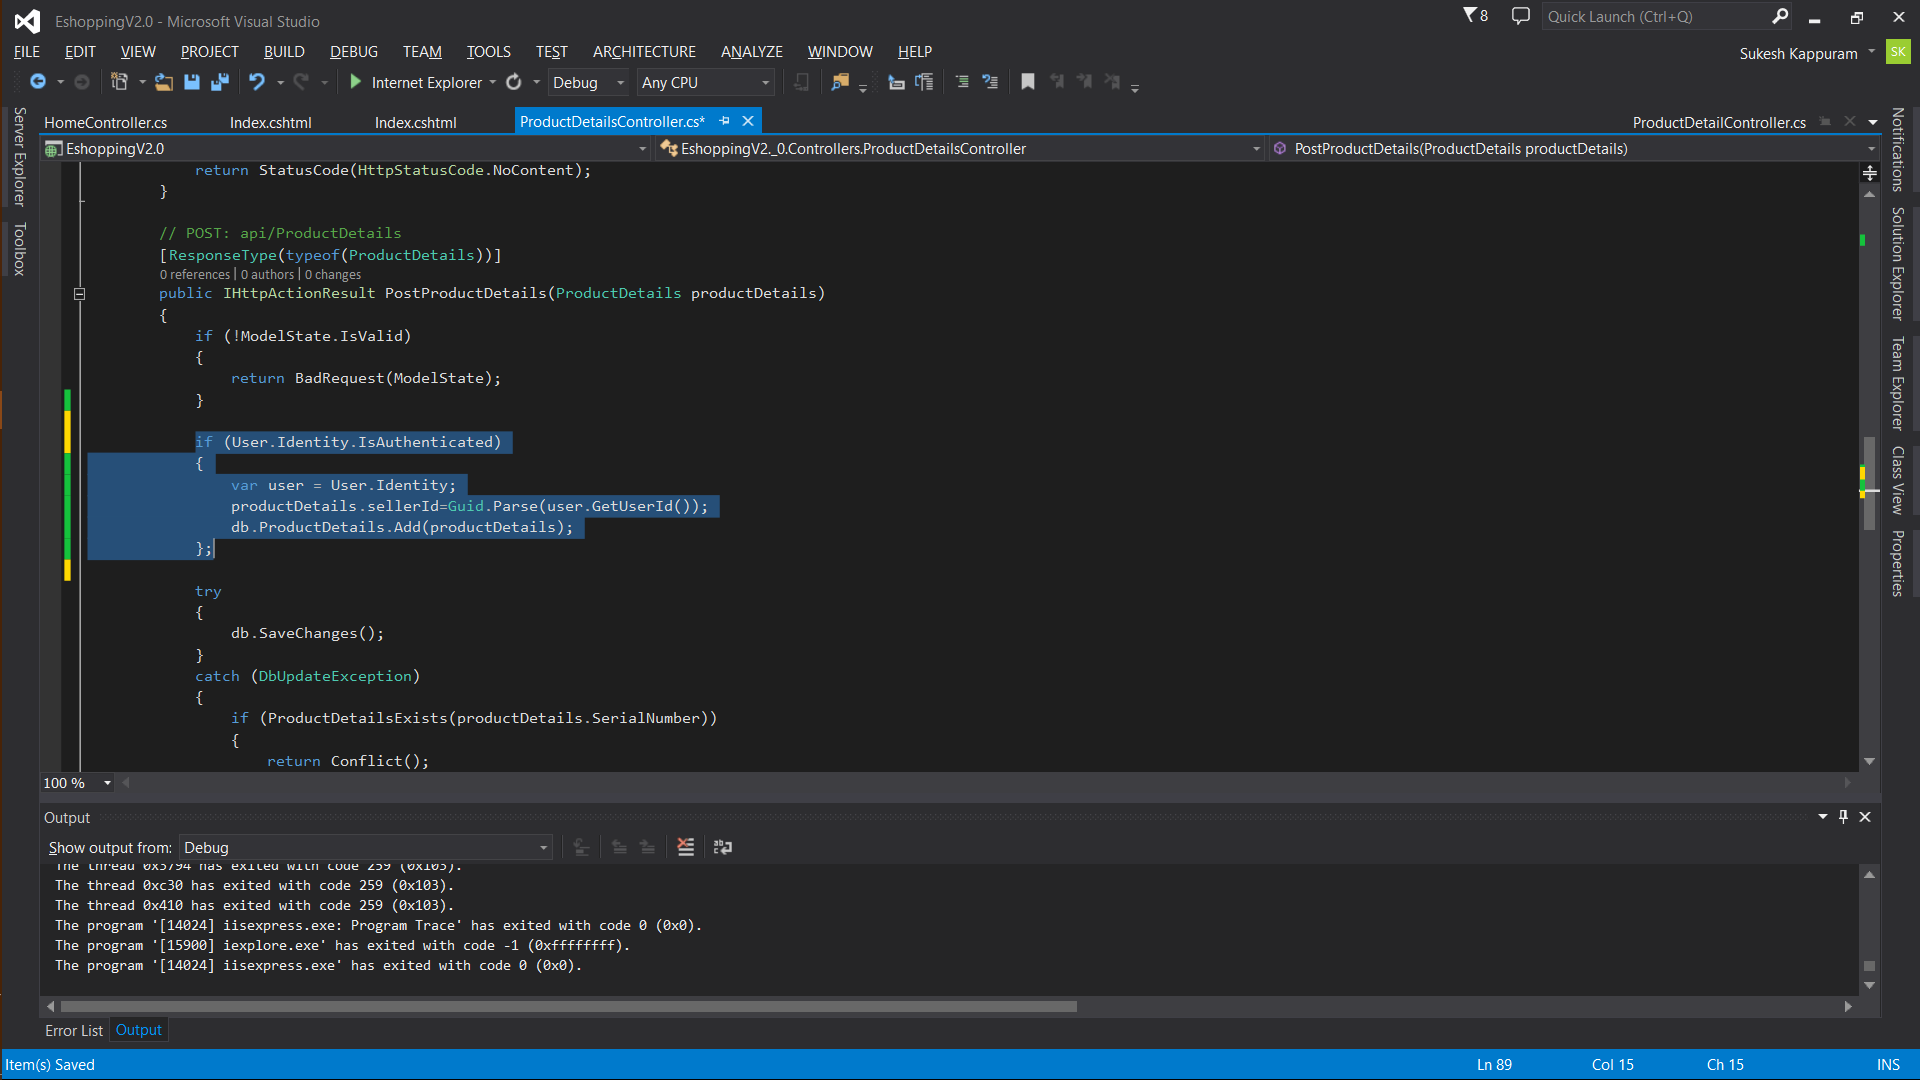 EshoppingV2.0 - Microsoft Visual Studio
8
Quick Launch (Ctrl+Q)
FILE EDIT VIEW PROJECT BUILD DEBUG TEAM TOOLS TEST ARCHITECTURE ANALYZE WINDOW HELP
Sukesh Kappuram SK
Internet Explorer Debug Any CPU
Server Explorer
Toolbox
HomeController.cs Index.cshtml Index.cshtml ProductDetailsController.cs* ProductDetailController.cs
EshoppingV2.0 EshoppingV2._0.Controllers.ProductDetailsController PostProductDetails(ProductDetails productDetails)
return StatusCode(HttpStatusCode.NoContent);
}
// POST: api/ProductDetails
[ResponseType(typeof(ProductDetails))]
0 references | 0 authors | 0 changes
public IHttpActionResult PostProductDetails(ProductDetails productDetails)
{
if (!ModelState.IsValid)
{
return BadRequest(ModelState);
}
if (User.Identity.IsAuthenticated)
{
var user = User.Identity;
productDetails.sellerId=Guid.Parse(user.GetUserId());
db.ProductDetails.Add(productDetails);
};
try
{
db.SaveChanges();
}
catch (DbUpdateException)
{
if (ProductDetailsExists(productDetails.SerialNumber))
{
return Conflict();
100 %
Notifications
Solution Explorer
Team Explorer
Class View
Properties
Output
Show output from: Debug
The thread 0x3794 has exited with code 259 (0x103).
The thread 0xc30 has exited with code 259 (0x103).
The thread 0x410 has exited with code 259 (0x103).
The program '[14024] iisexpress.exe: Program Trace' has exited with code 0 (0x0).
The program '[15900] iexplore.exe' has exited with code -1 (0xffffffff).
The program '[14024] iisexpress.exe' has exited with code 0 (0x0).
Error List Output
Item(s) Saved Ln 89 Col 15 Ch 15 INS